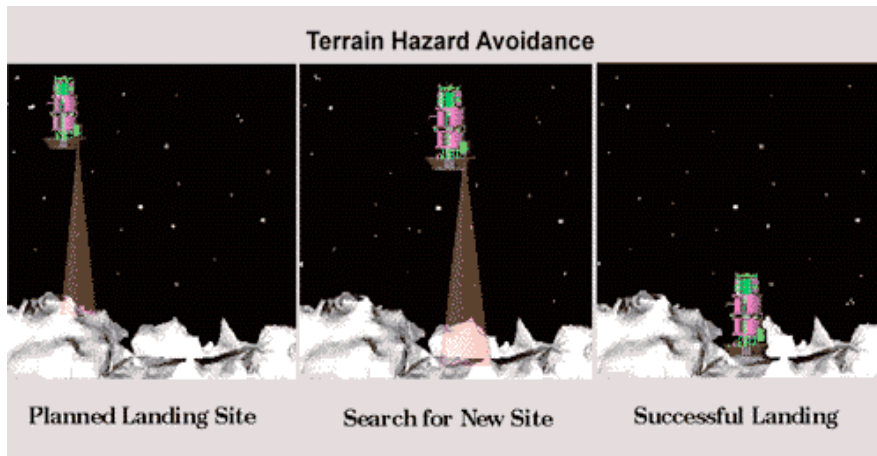 Terrain Hazard Avoidance
Planned Landing Site
Search for New Site
Successful Landing